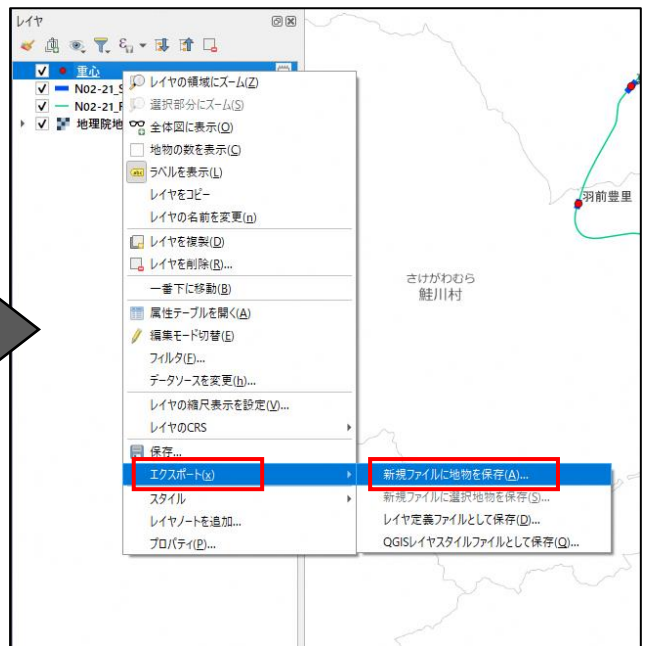 レイヤ
重心
N02-21_S
N02-21_
地理院地
レイヤの領域にズーム(Z)
選択部分にズーム(S)
全体図に表示(O)
地物の数を表示(C)
ラベルを表示(L)
レイヤをコピー
レイヤの名前を変更(n)
レイヤを複製(D)
レイヤを削除(R)...
一番下に移動(B)
属性テーブルを開く(A)
編集モード切替(E)
フィルタ(F)...
データソースを変更(h)...
レイヤの縮尺表示を設定(V)...
レイヤのCRS
保存...
エクスポート(x)
スタイル
レイヤノートを追加...
プロパティ(P)...
新規ファイルに地物を保存(A)...
新規ファイルに選択地物を保存(S)...
レイヤ定義ファイルとして保存(D)...
QGISレイヤスタイルファイルとして保存(Q)...
羽前豊里
さけがわむら
鮭川村